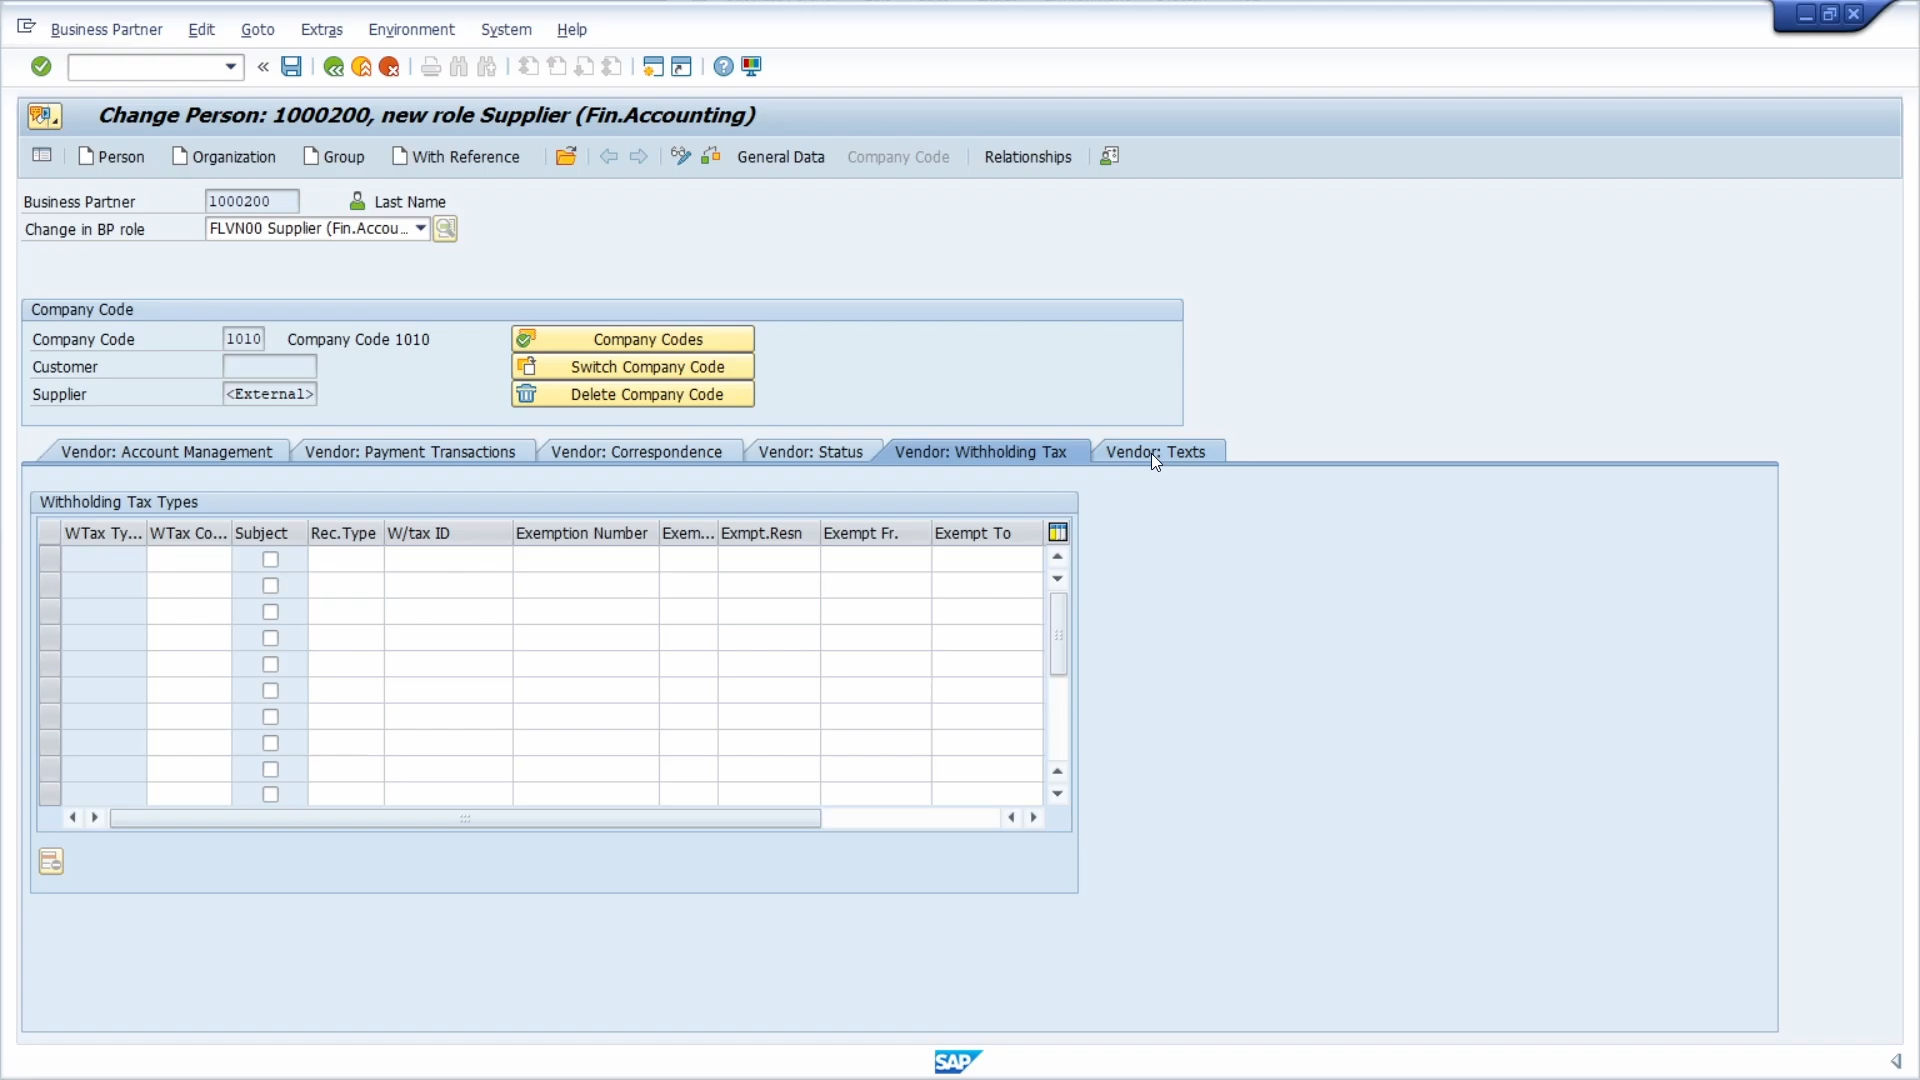 Business Partner Edit Goto Extras Environment System Help
Change Person: 1000200, new role Supplier (Fin.Accounting)
Person Organization Group With Reference General Data Company Code Relationships
Business Partner 1000200 Last Name
Change in BP role FLVN00 Supplier (Fin.Accou...
Company Code
Company Code 1010 Company Code 1010 Company Codes
Customer Switch Company Code
Supplier <External> Delete Company Code
Vendor: Account Management Vendor: Payment Transactions Vendor: Correspondence Vendor: Status Vendor: Withholding Tax Vendor: Texts
Withholding Tax Types
WTax Ty... WTax Co... Subject Rec.Type W/tax ID Exemption Number Exem... Exmpt.Resn Exempt Fr. Exempt To
SAP